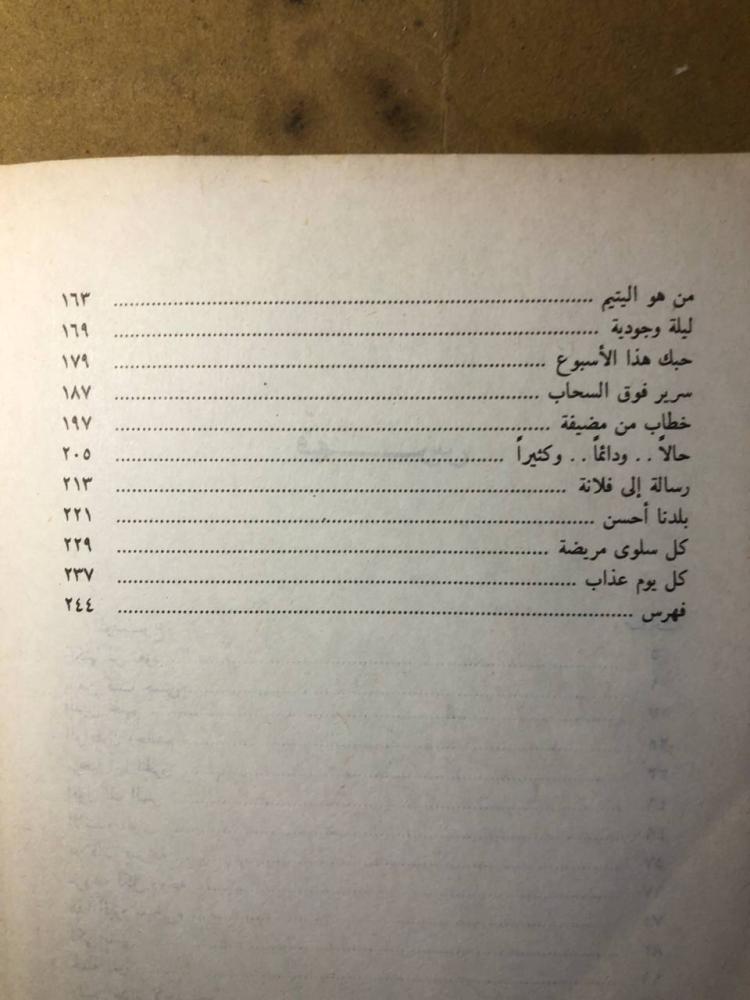 من هو اليتيم ........................ ١٦٣
ليلة وجودية ........................ ١٦٩
حبك هذا الأسبوع ........................ ١٧٩
سرير فوق السحاب ........................ ١٨٧
خطاب من مضيفة ........................ ١٩٧
حالاً . . ودائماً . . وكثيراً ........................ ٢٠٥
رسالة إلى فلانة ........................ ٢١٣
بلدنا أحسن ........................ ٢٢١
كل سلوى مريضة ........................ ٢٢٩
كل يوم عذاب ........................ ٢٣٧
فهرس ........................ ٢٤٤